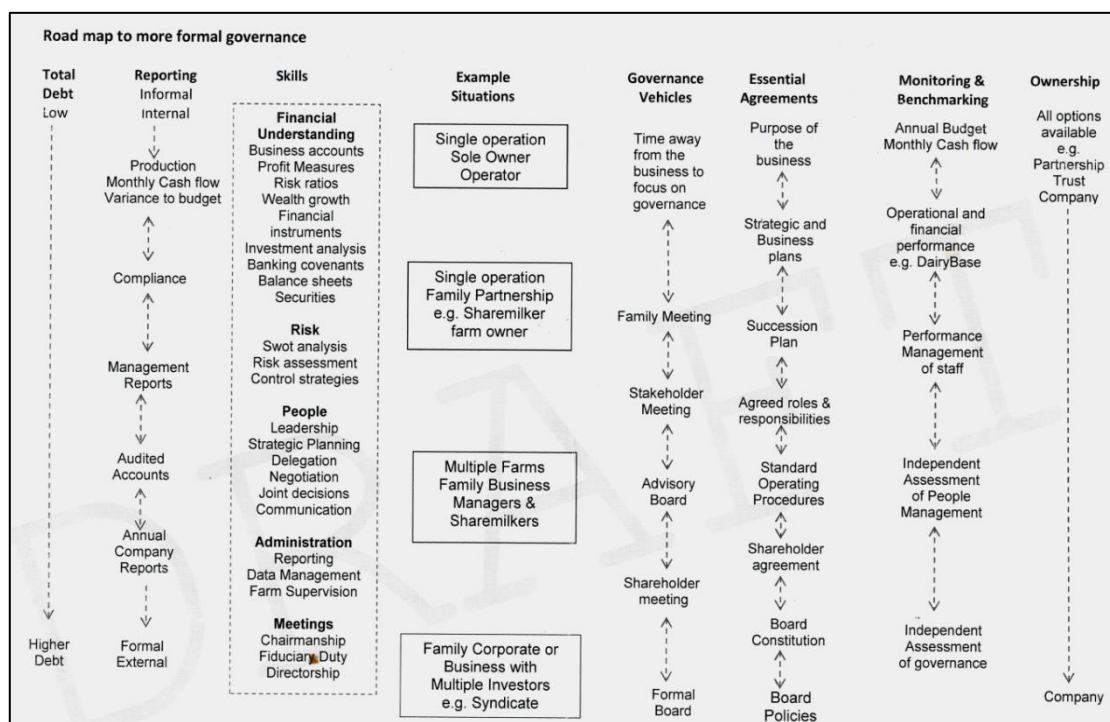 Road map to more formal governance
Total
Debt
Low
Higher
Debt
Reporting
Informal
Internal
Production
Monthly Cash flow
Variance to budget
Compliance
Management
Reports
Audited
Accounts
Annual
Company
Reports
Formal
External
Skills
Financial
Understanding
Business accounts
Profit Measures
Risk ratios
Wealth growth
Financial
instruments
Investment analysis
Banking covenants
Balance sheets
Securities
Risk
Swot analysis
Risk assessment
Control strategies
People
Leadership
Strategic Planning
Delegation
Negotiation
Joint decisions
Communication
Administration
Reporting
Data Management
Farm Supervision
Meetings
Chairmanship
Fiduciary Duty
Directorship
Example
Situations
Single operation
Sole Owner
Operator
Single operation
Family Partnership
e.g. Sharemilker
farm owner
Multiple Farms
Family Business
Managers &
Sharemilkers
Family Corporate or
Business with
Multiple Investors
e.g. Syndicate
Governance
Vehicles
Time away
from the
business to
focus on
governance
Family Meeting
Stakeholder
Meeting
Advisory
Board
Shareholder
meeting
Formal
Board
Essential
Agreements
Purpose of
the
business
Strategic and
Business
plans
Succession
Plan
Agreed roles &
responsibilities
Standard
Operating
Procedures
Shareholder
agreement
Board
Constitution
Board
Policies
Monitoring &
Benchmarking
Annual Budget
Monthly Cash flow
Operational and
financial
performance
e.g. DairyBase
Performance
Management
of staff
Independent
Assessment
of People
Management
Independent
Assessment
of governance
Ownership
All options
available
e.g.
Partnership
Trust
Company
Company
DRAFT